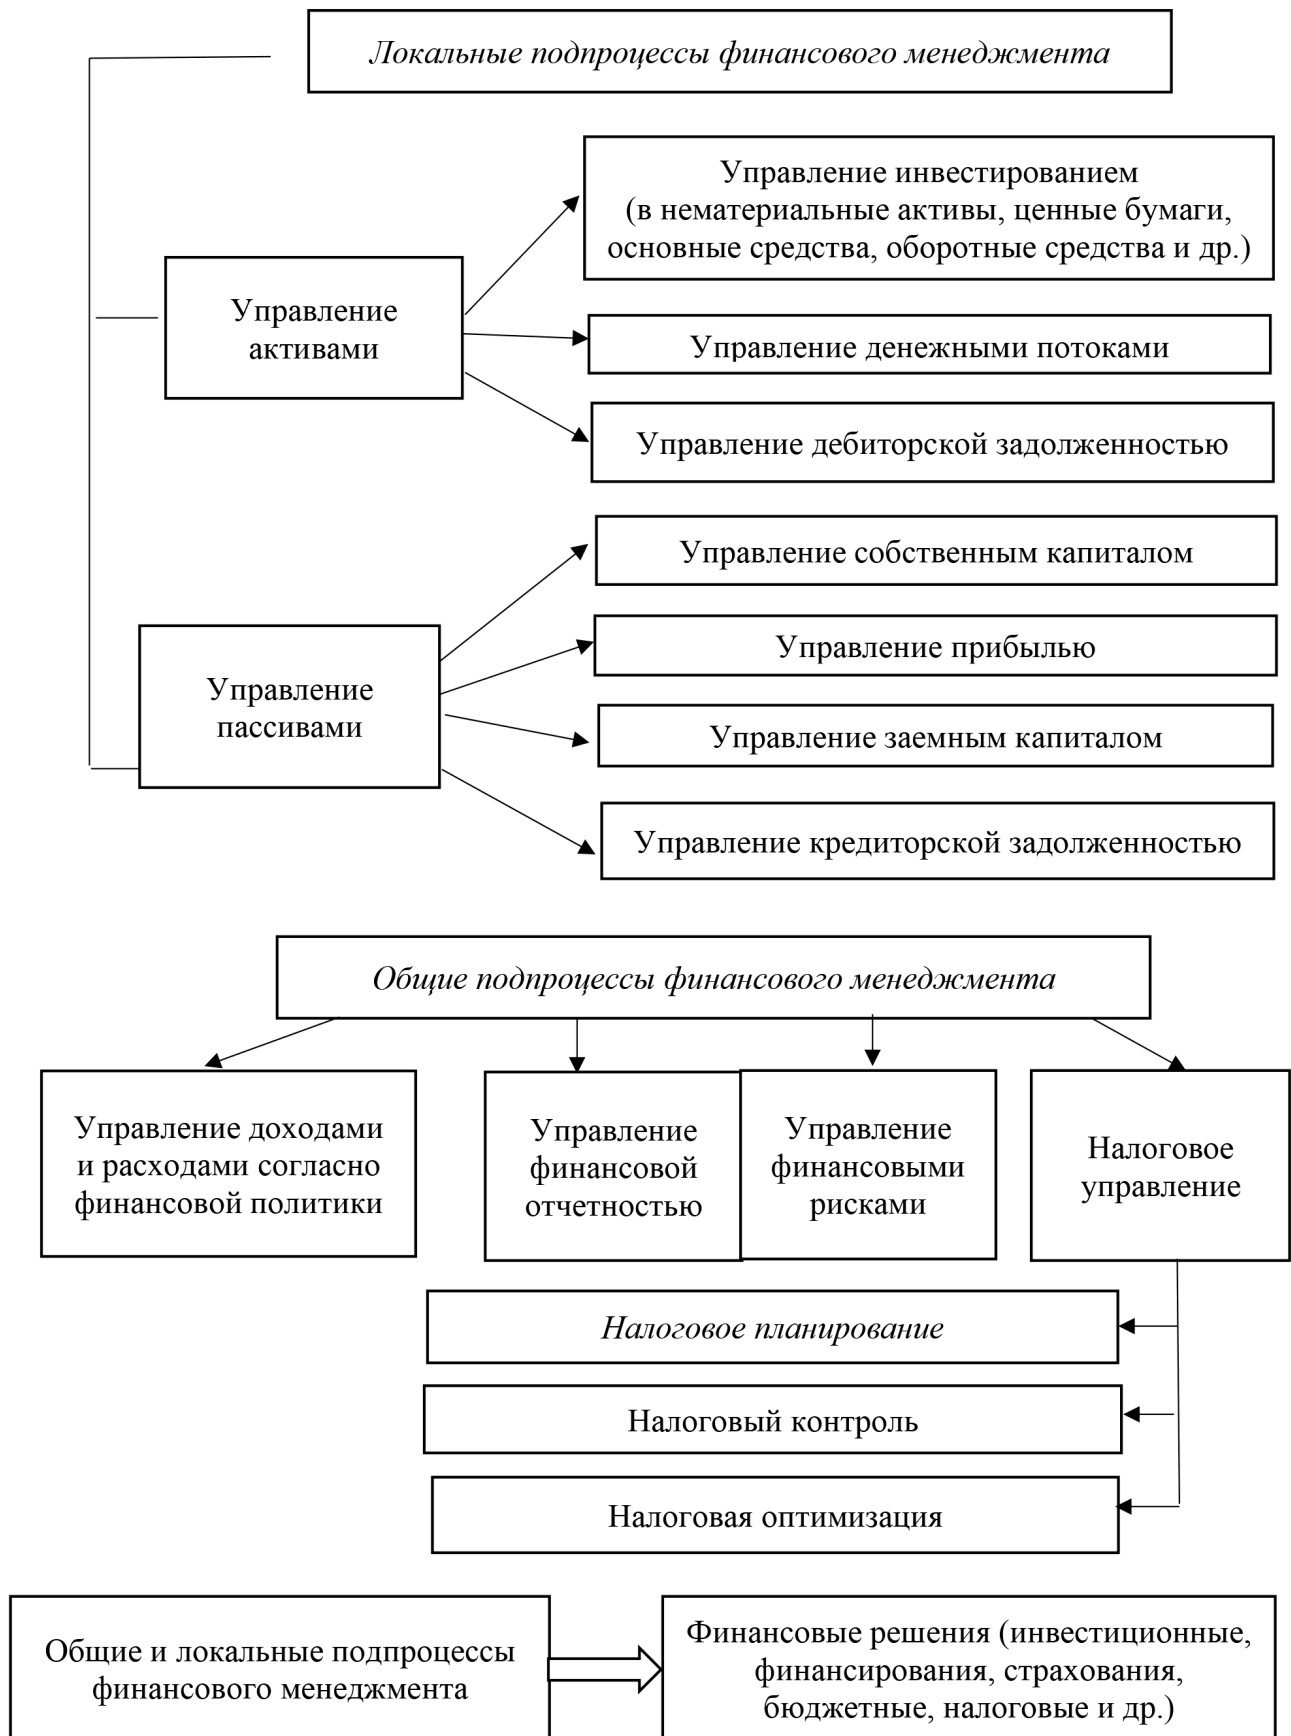 Локальные подпроцессы финансового менеджмента
Управление инвестированием
(в нематериальные активы, ценные бумаги,
основные средства, оборотные средства и др.)
Управление
активами
Управление денежными потоками
Управление дебиторской задолженностью
Управление собственным капиталом
Управление прибылью
Управление
пассивами
Управление заемным капиталом
Управление кредиторской задолженностью
Общие подпроцессы финансового менеджмента
Управление доходами
и расходами согласно
финансовой политики
Управление
финансовой
отчетностью
Управление
финансовыми
рисками
Налоговое
управление
Налоговое планирование
Налоговый контроль
Налоговая оптимизация
Общие и локальные подпроцессы
финансового менеджмента
Финансовые решения (инвестиционные,
финансирования, страхования,
бюджетные, налоговые и др.)